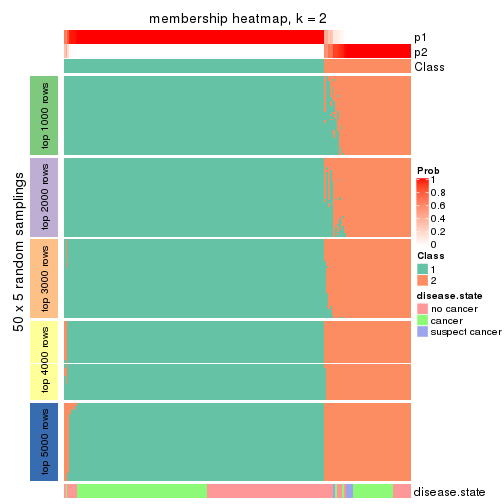 membership heatmap, k = 2
p1
p2
Class
50 x 5 random samplings
top 1000 rows
top 2000 rows
top 3000 rows
top 4000 rows
top 5000 rows
Prob
1
0.8
0.6
0.4
0.2
0
Class
1
2
disease.state
no cancer
cancer
suspect cancer
disease.state